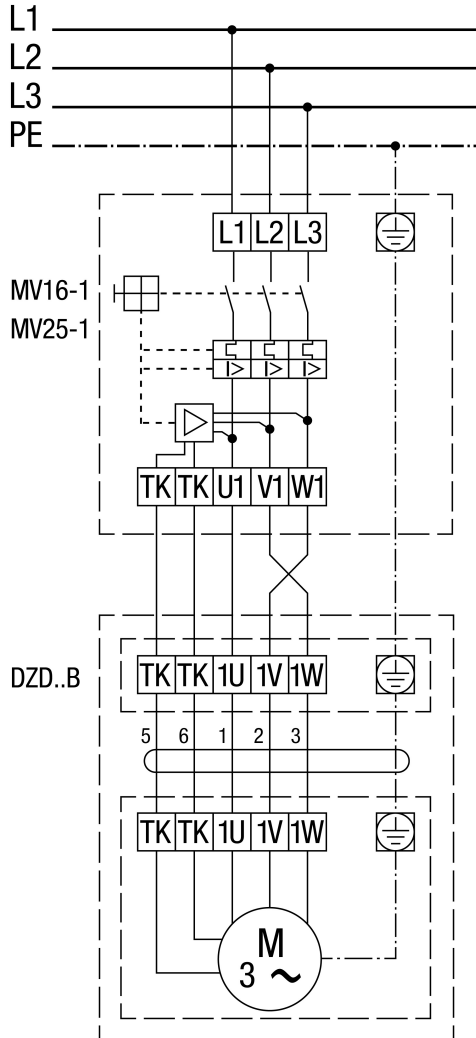 L1
L2
L3
PE
L1 L2 L3
MV16-1
MV25-1
I> I> I>
TK TK U1 V1 W1
DZD..B
TK TK 1U 1V 1W
5 6 1 2 3
TK TK 1U 1V 1W
M
3 ~